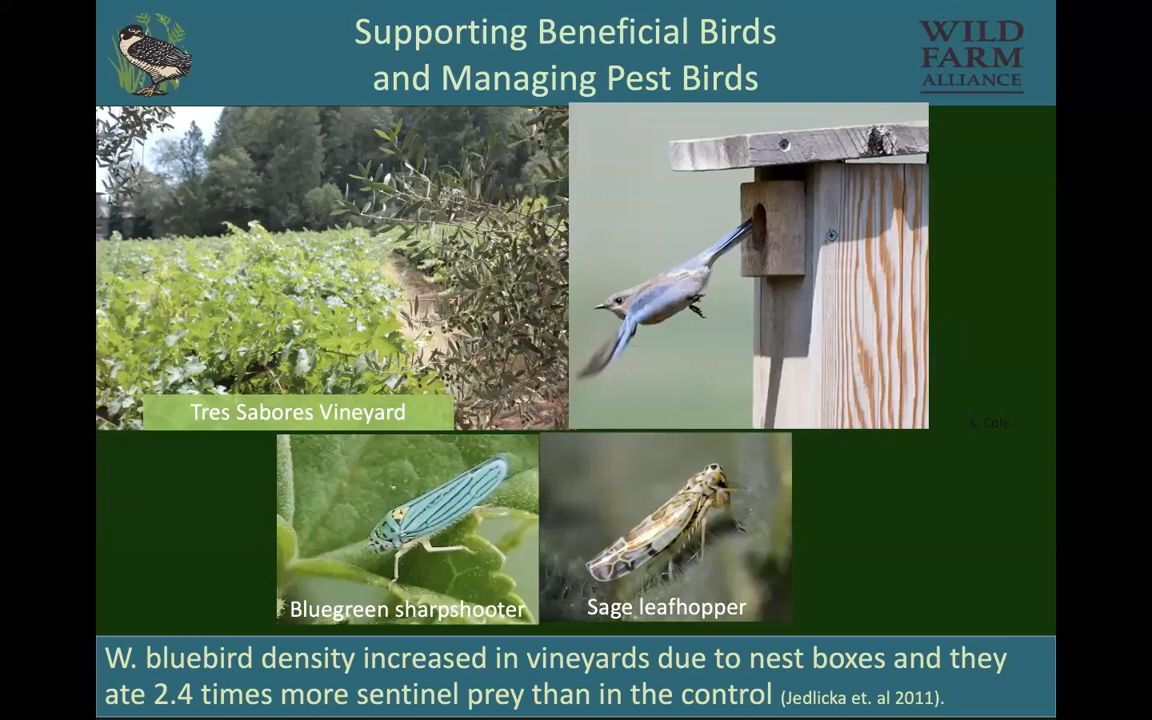 Supporting Beneficial Birds
and Managing Pest Birds
WILD
FARM
ALLIANCE
Tres Sabores Vineyard
K. Cole
Bluegreen sharpshooter
Sage leafhopper
W. bluebird density increased in vineyards due to nest boxes and they
ate 2.4 times more sentinel prey than in the control (Jedlicka et. al 2011).